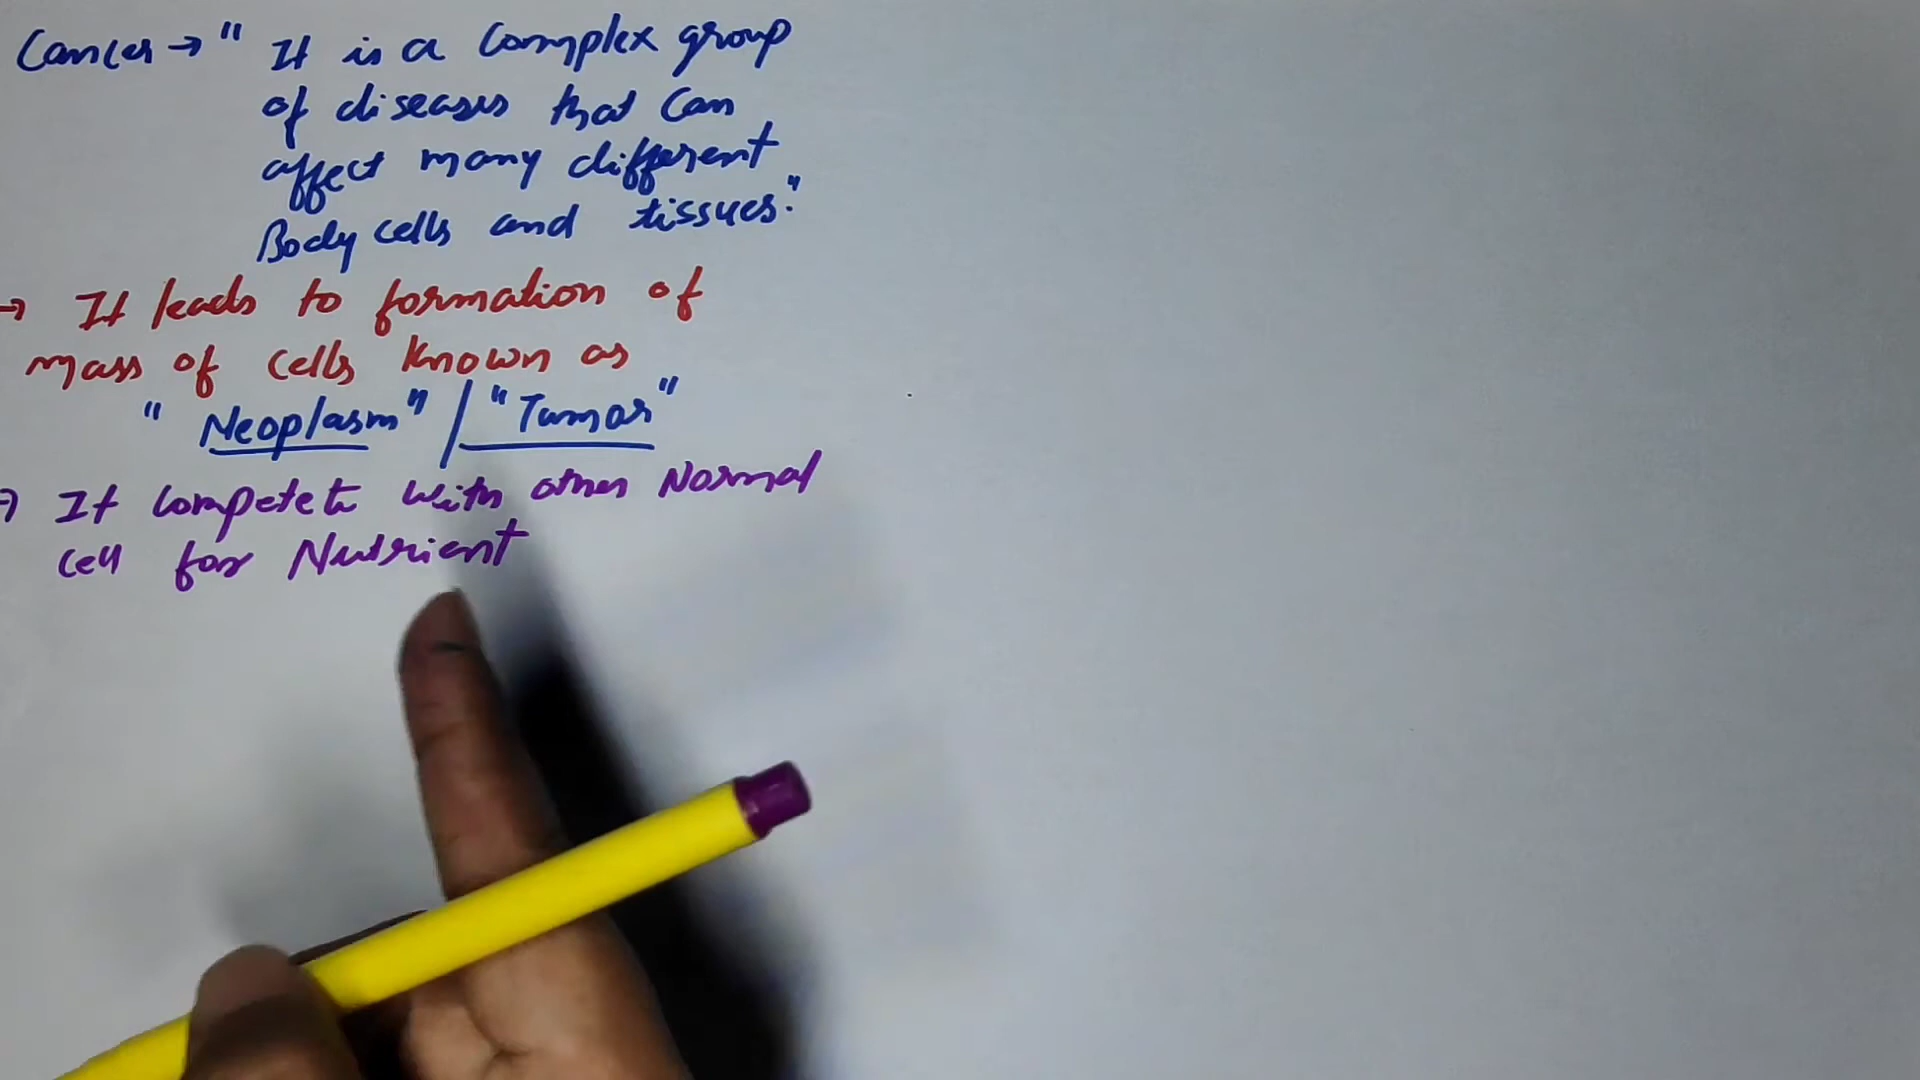 Cancer → " It is a Complex group
of diseases that Can
affect many different
Body cells and tissues."
→ It leads to formation of
mass of cells known as
" Neoplasm" / "Tumor"
→ It compete with other Normal
cell for Nutrient